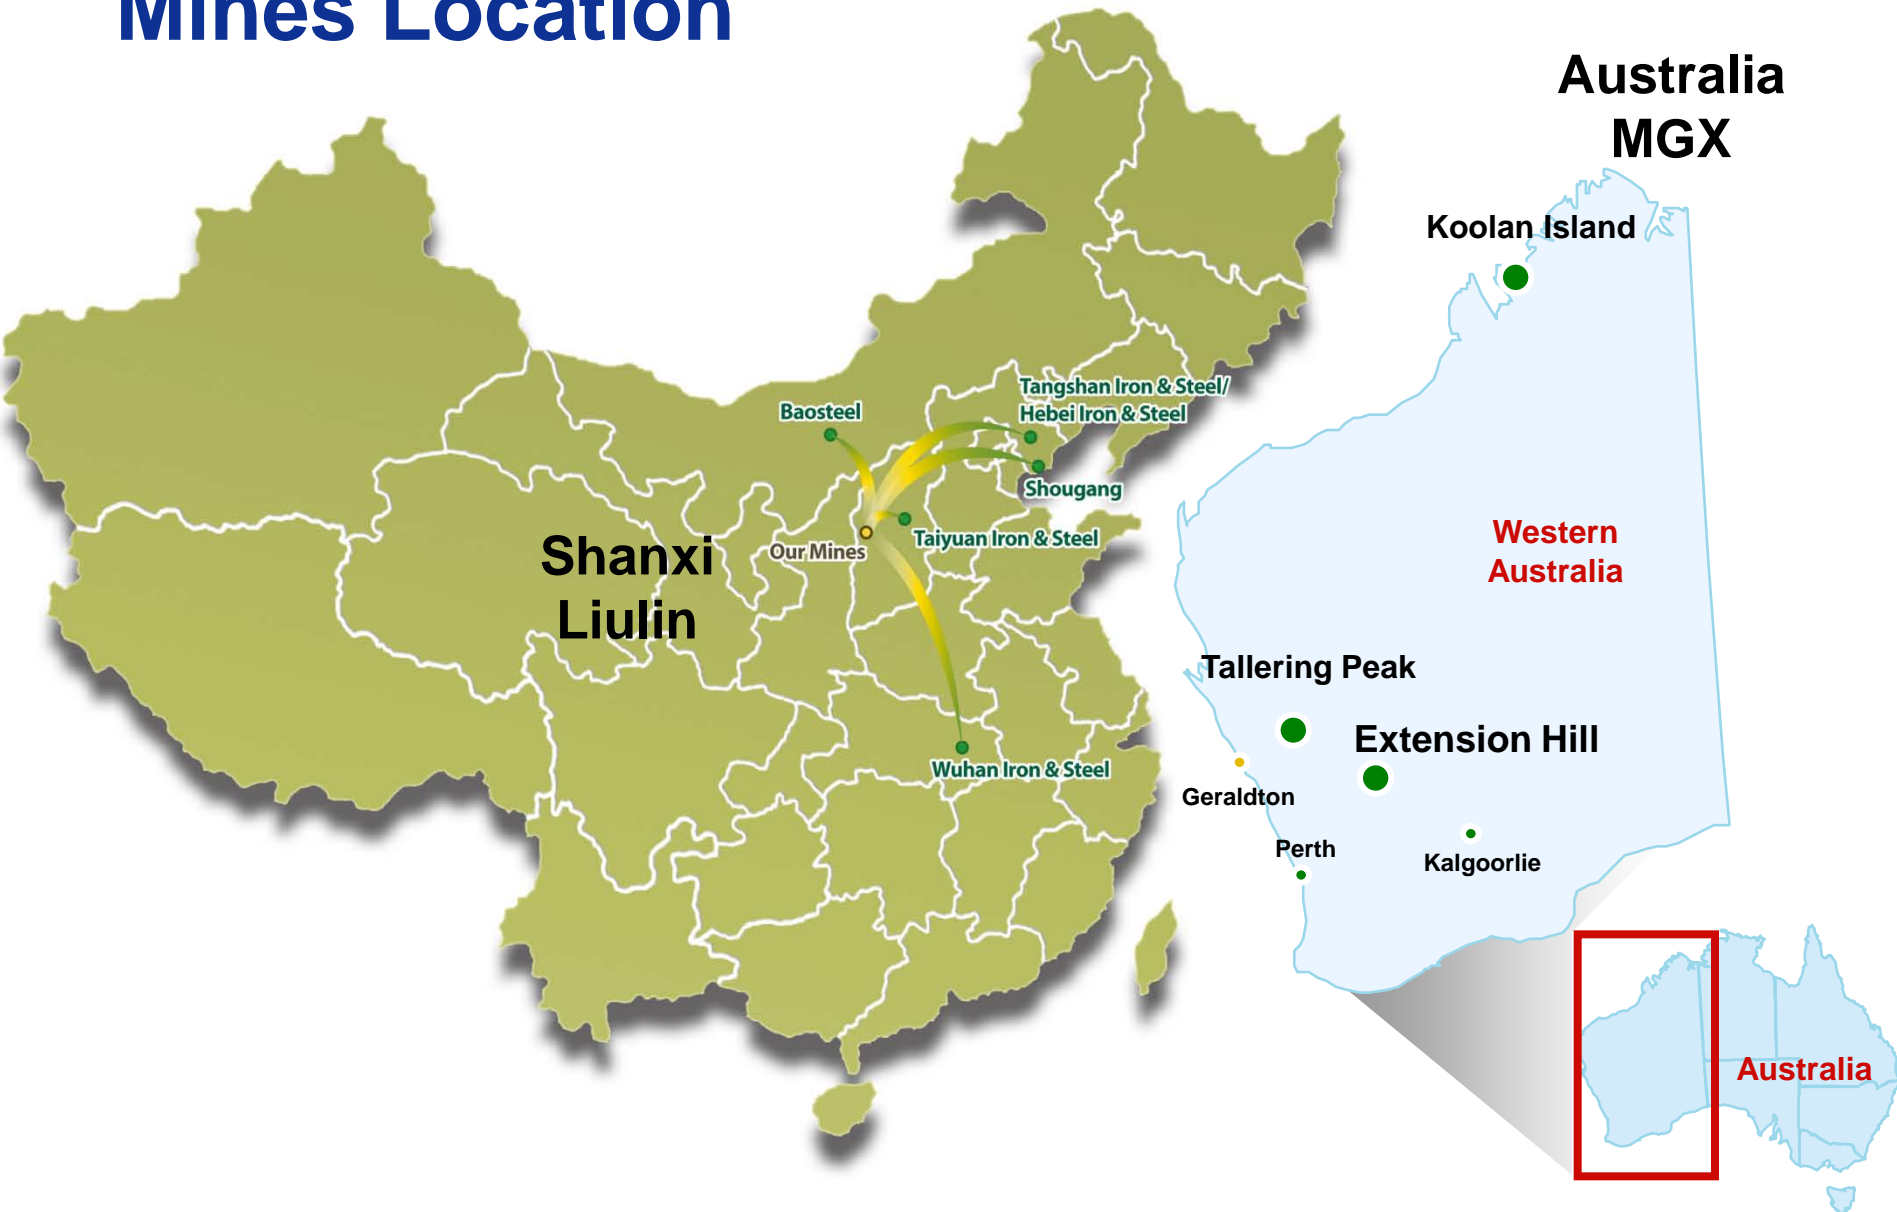 Mines Location
Australia
MGX
Koolan Island
Tangshan Iron & Steel/
Hebei Iron & Steel
Baosteel
Shougang
Taiyuan Iron & Steel
Our Mines
Shanxi
Liulin
Wuhan Iron & Steel
Western
Australia
Tallering Peak
Extension Hill
Geraldton
Perth
Kalgoorlie
Australia